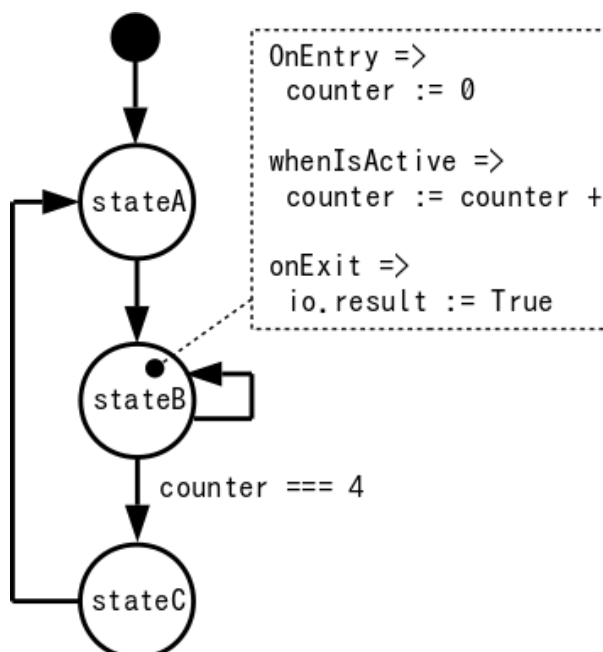 OnEntry =>
counter := 0
whenIsActive =>
counter := counter +
onExit =>
io.result := True
stateA
stateB
counter === 4
stateC